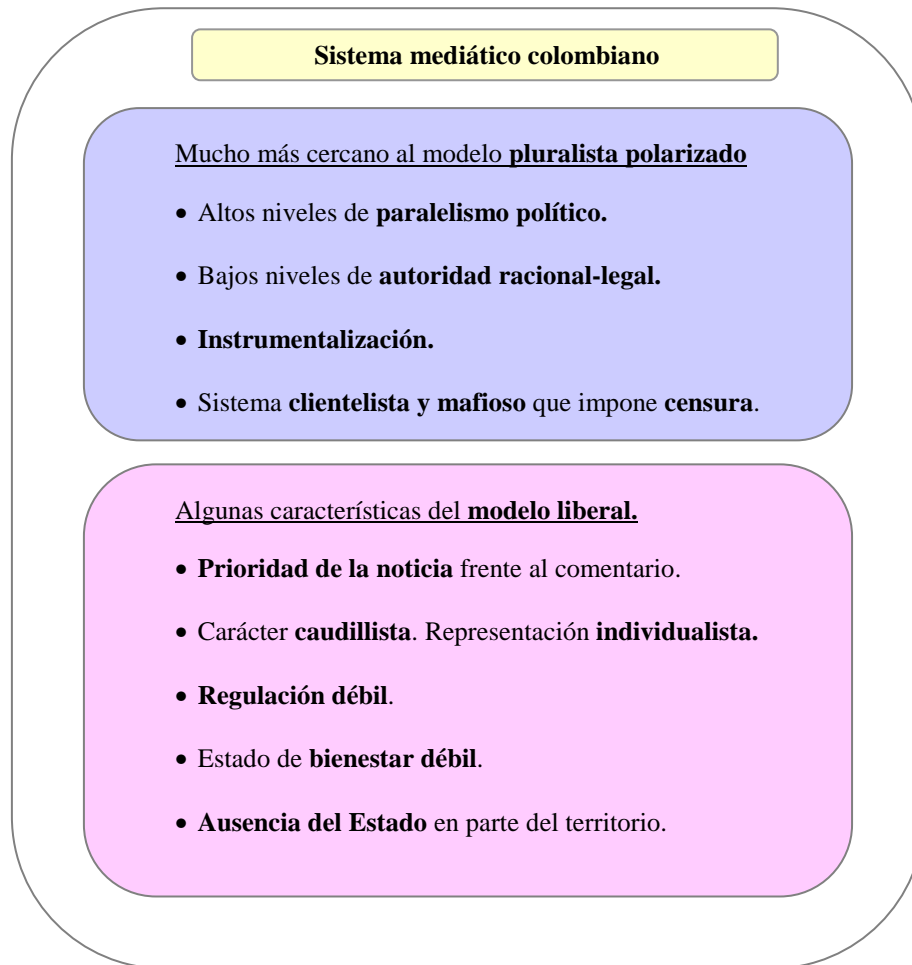 Sistema mediático colombiano
Mucho más cercano al modelo pluralista polarizado
• Altos niveles de paralelismo político.
• Bajos niveles de autoridad racional-legal.
• Instrumentalización.
• Sistema clientelista y mafioso que impone censura.
Algunas características del modelo liberal.
• Prioridad de la noticia frente al comentario.
• Carácter caudillista. Representación individualista.
• Regulación débil.
• Estado de bienestar débil.
• Ausencia del Estado en parte del territorio.